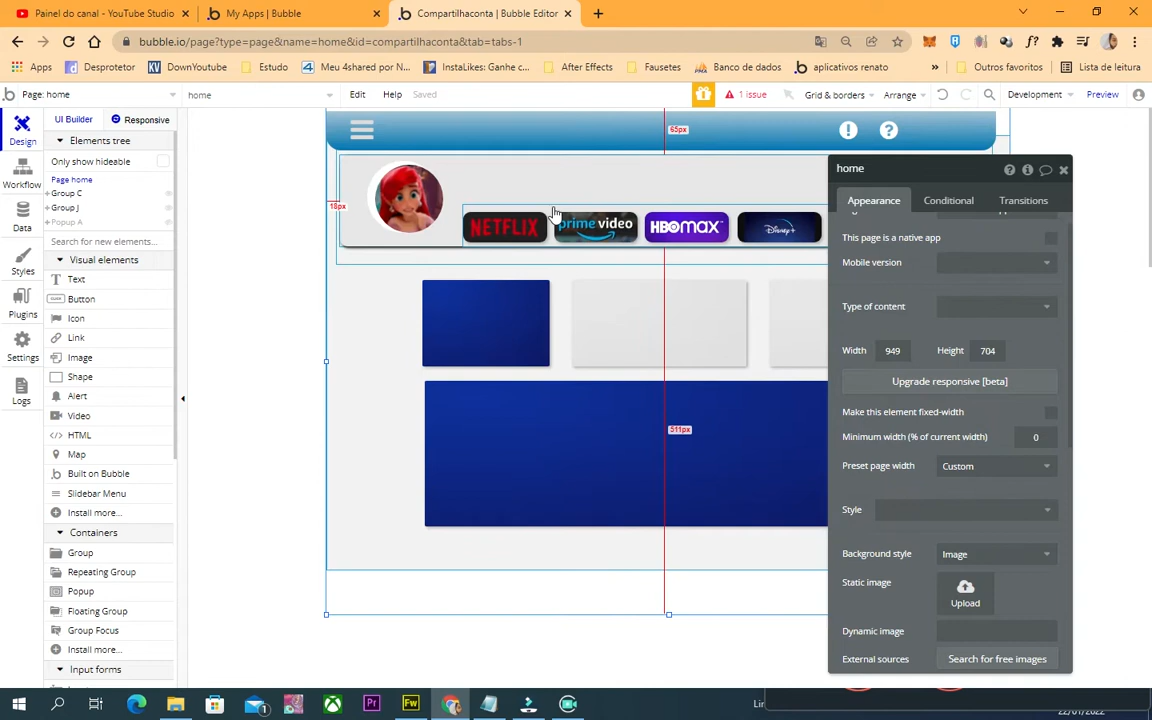 Painel do canal - YouTube Studio
My Apps | Bubble
Compartilhaconta | Bubble Editor
bubble.io/page?type=page&name=home&id=compartilhaconta&tab=tabs-1
Apps
Desprotetor
DownYoutube
Estudo
Meu 4shared por N...
InstaLikes: Ganhe c...
After Effects
Fausetes
Banco de dados
aplicativos renato
Outros favoritos
Lista de leitura
Page: home
home
Edit
Help
Saved
1 issue
Grid & borders
Arrange
Development
Preview
Design
Workflow
Data
Styles
Plugins
Settings
Logs
UI Builder
Responsive
Elements tree
Only show hideable
Page home
Group C
Group J
Popup A
Search for new elements...
Visual elements
Text
Button
Icon
Link
Image
Shape
Alert
Video
HTML
Map
Built on Bubble
Slidebar Menu
Install more...
Containers
Group
Repeating Group
Popup
Floating Group
Group Focus
Install more...
Input forms
65px
18px
NETFLIX
prime video
HBOmax
Disney+
511px
home
Appearance
Conditional
Transitions
This page is a native app
Mobile version
Type of content
Width 949 Height 704
Upgrade responsive [beta]
Make this element fixed-width
Minimum width (% of current width) 0
Preset page width Custom
Style
Background style Image
Static image
Upload
Dynamic image
External sources Search for free images
22/01/2022